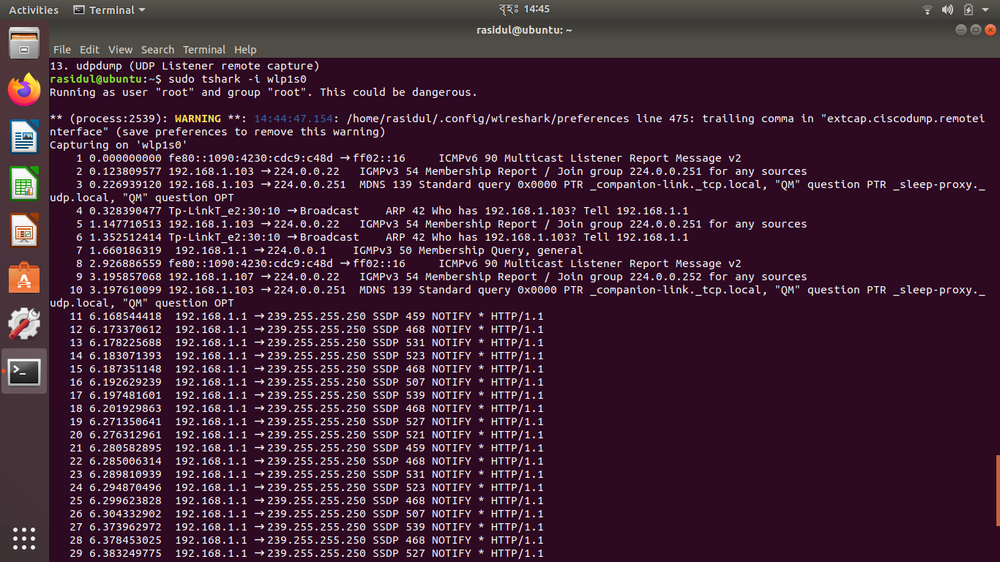 Activities Terminal বৃহঃ 14:45
rasidul@ubuntu: ~
File Edit View Search Terminal Help
13. udpdump (UDP Listener remote capture)
rasidul@ubuntu:~$ sudo tshark -i wlp1s0
Running as user "root" and group "root". This could be dangerous.
** (process:2539): WARNING **: 14:44:47.154: /home/rasidul/.config/wireshark/preferences line 475: trailing comma in "extcap.ciscodump.remotei
nterface" (save preferences to remove this warning)
Capturing on 'wlp1s0'
1 0.000000000 fe80::1090:4230:cdc9:c48d → ff02::16 ICMPv6 90 Multicast Listener Report Message v2
2 0.123809577 192.168.1.103 → 224.0.0.22 IGMPv3 54 Membership Report / Join group 224.0.0.251 for any sources
3 0.226939120 192.168.1.103 → 224.0.0.251 MDNS 139 Standard query 0x0000 PTR _companion-link._tcp.local, "QM" question PTR _sleep-proxy._
udp.local, "QM" question OPT
4 0.328390477 Tp-LinkT_e2:30:10 → Broadcast ARP 42 Who has 192.168.1.103? Tell 192.168.1.1
5 1.147710513 192.168.1.103 → 224.0.0.22 IGMPv3 54 Membership Report / Join group 224.0.0.251 for any sources
6 1.352512414 Tp-LinkT_e2:30:10 → Broadcast ARP 42 Who has 192.168.1.103? Tell 192.168.1.1
7 1.660186319 192.168.1.1 → 224.0.0.1 IGMPv3 50 Membership Query, general
8 2.926886559 fe80::1090:4230:cdc9:c48d → ff02::16 ICMPv6 90 Multicast Listener Report Message v2
9 3.195857068 192.168.1.107 → 224.0.0.22 IGMPv3 54 Membership Report / Join group 224.0.0.252 for any sources
10 3.197610099 192.168.1.103 → 224.0.0.251 MDNS 139 Standard query 0x0000 PTR _companion-link._tcp.local, "QM" question PTR _sleep-proxy._
udp.local, "QM" question OPT
11 6.168544418 192.168.1.1 → 239.255.255.250 SSDP 459 NOTIFY * HTTP/1.1
12 6.173370612 192.168.1.1 → 239.255.255.250 SSDP 468 NOTIFY * HTTP/1.1
13 6.178225688 192.168.1.1 → 239.255.255.250 SSDP 531 NOTIFY * HTTP/1.1
14 6.183071393 192.168.1.1 → 239.255.255.250 SSDP 523 NOTIFY * HTTP/1.1
15 6.187351148 192.168.1.1 → 239.255.255.250 SSDP 468 NOTIFY * HTTP/1.1
16 6.192629239 192.168.1.1 → 239.255.255.250 SSDP 507 NOTIFY * HTTP/1.1
17 6.197481601 192.168.1.1 → 239.255.255.250 SSDP 539 NOTIFY * HTTP/1.1
18 6.201929863 192.168.1.1 → 239.255.255.250 SSDP 468 NOTIFY * HTTP/1.1
19 6.271350641 192.168.1.1 → 239.255.255.250 SSDP 527 NOTIFY * HTTP/1.1
20 6.276312961 192.168.1.1 → 239.255.255.250 SSDP 521 NOTIFY * HTTP/1.1
21 6.280582895 192.168.1.1 → 239.255.255.250 SSDP 459 NOTIFY * HTTP/1.1
22 6.285006314 192.168.1.1 → 239.255.255.250 SSDP 468 NOTIFY * HTTP/1.1
23 6.289810939 192.168.1.1 → 239.255.255.250 SSDP 531 NOTIFY * HTTP/1.1
24 6.294870496 192.168.1.1 → 239.255.255.250 SSDP 523 NOTIFY * HTTP/1.1
25 6.299623828 192.168.1.1 → 239.255.255.250 SSDP 468 NOTIFY * HTTP/1.1
26 6.304332902 192.168.1.1 → 239.255.255.250 SSDP 507 NOTIFY * HTTP/1.1
27 6.373962972 192.168.1.1 → 239.255.255.250 SSDP 539 NOTIFY * HTTP/1.1
28 6.378453025 192.168.1.1 → 239.255.255.250 SSDP 468 NOTIFY * HTTP/1.1
29 6.383249775 192.168.1.1 → 239.255.255.250 SSDP 527 NOTIFY * HTTP/1.1